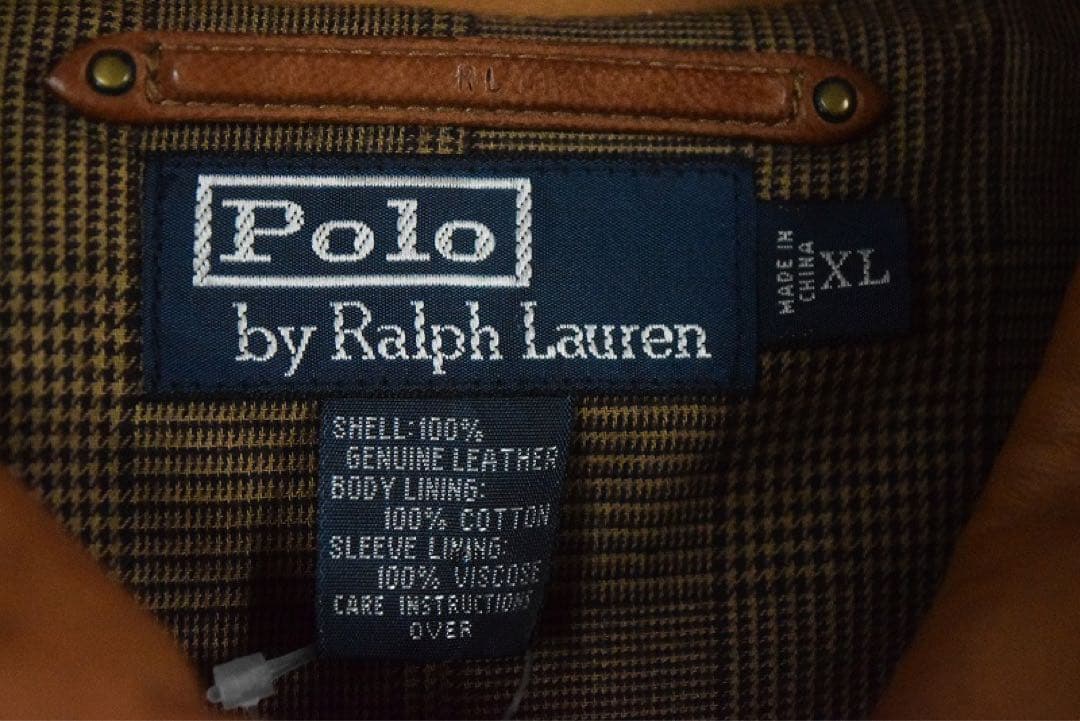 RL
Polo
by Ralph Lauren
MADE IN
CHINA
XL
SHELL:100%
GENUINE LEATHER
BODY LINING:
100% COTTON
SLEEVE LINING:
100% VISCOSE
CARE INSTRUCTIONS
OVER